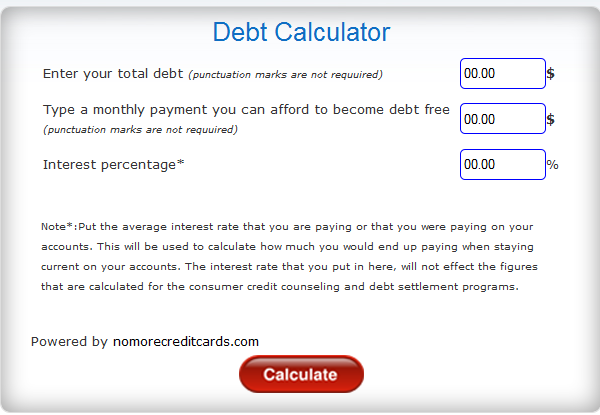 Debt Calculator
Enter your total debt (punctuation marks are not requuired) 00.00 $
Type a monthly payment you can afford to become debt free 00.00 $
(punctuation marks are not requuired)
Interest percentage* 00.00 %
Note*:Put the average interest rate that you are paying or that you were paying on your
accounts. This will be used to calculate how much you would end up paying when staying
current on your accounts. The interest rate that you put in here, will not effect the figures
that are calculated for the consumer credit counseling and debt settlement programs.
Powered by nomorecreditcards.com
Calculate